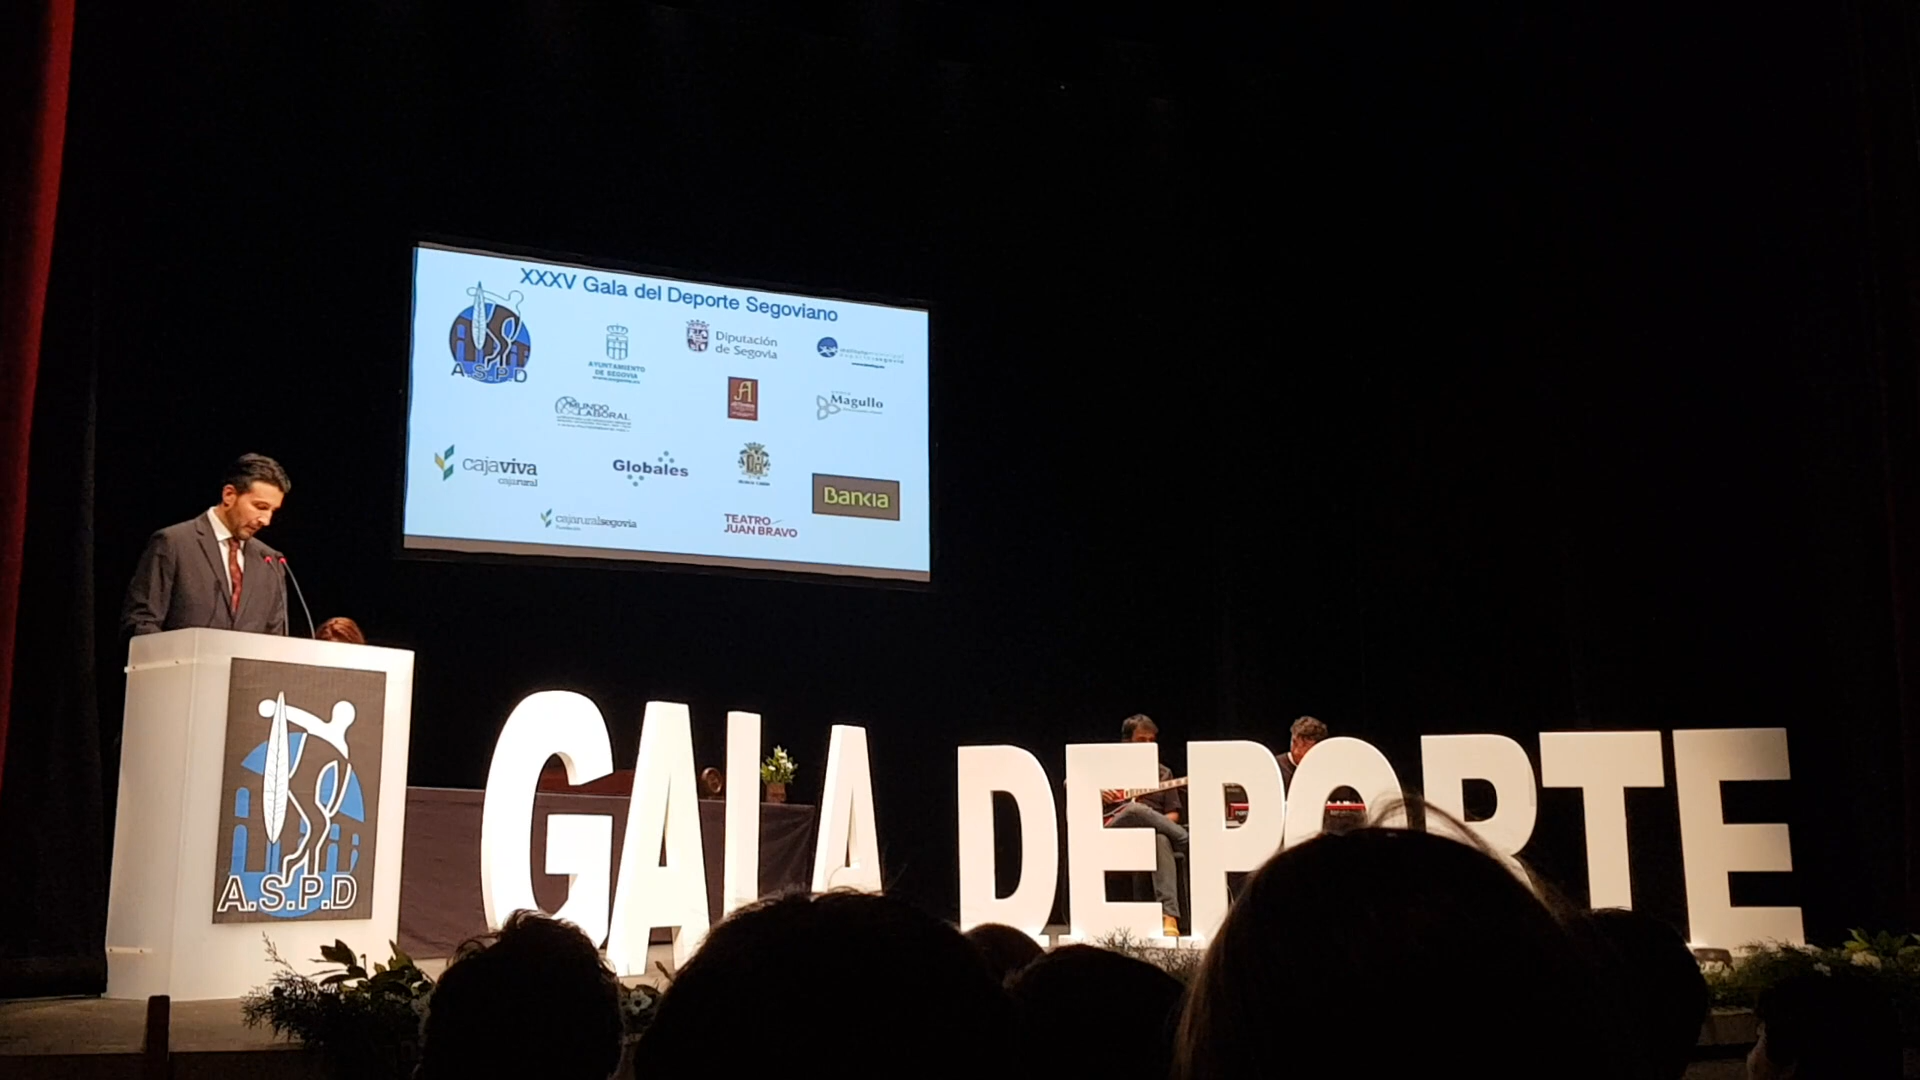 XXXV Gala del Deporte Segoviano
A.S.P.D
AYUNTAMIENTO
DE SEGOVIA
Diputación
de Segovia
MUNDO
LABORAL
Magullo
cajaviva
cajarural
Globales
Bankia
cajaruralsegovia
Fundación
TEATRO
JUAN BRAVO
A.S.P.D
GALA DEPORTE